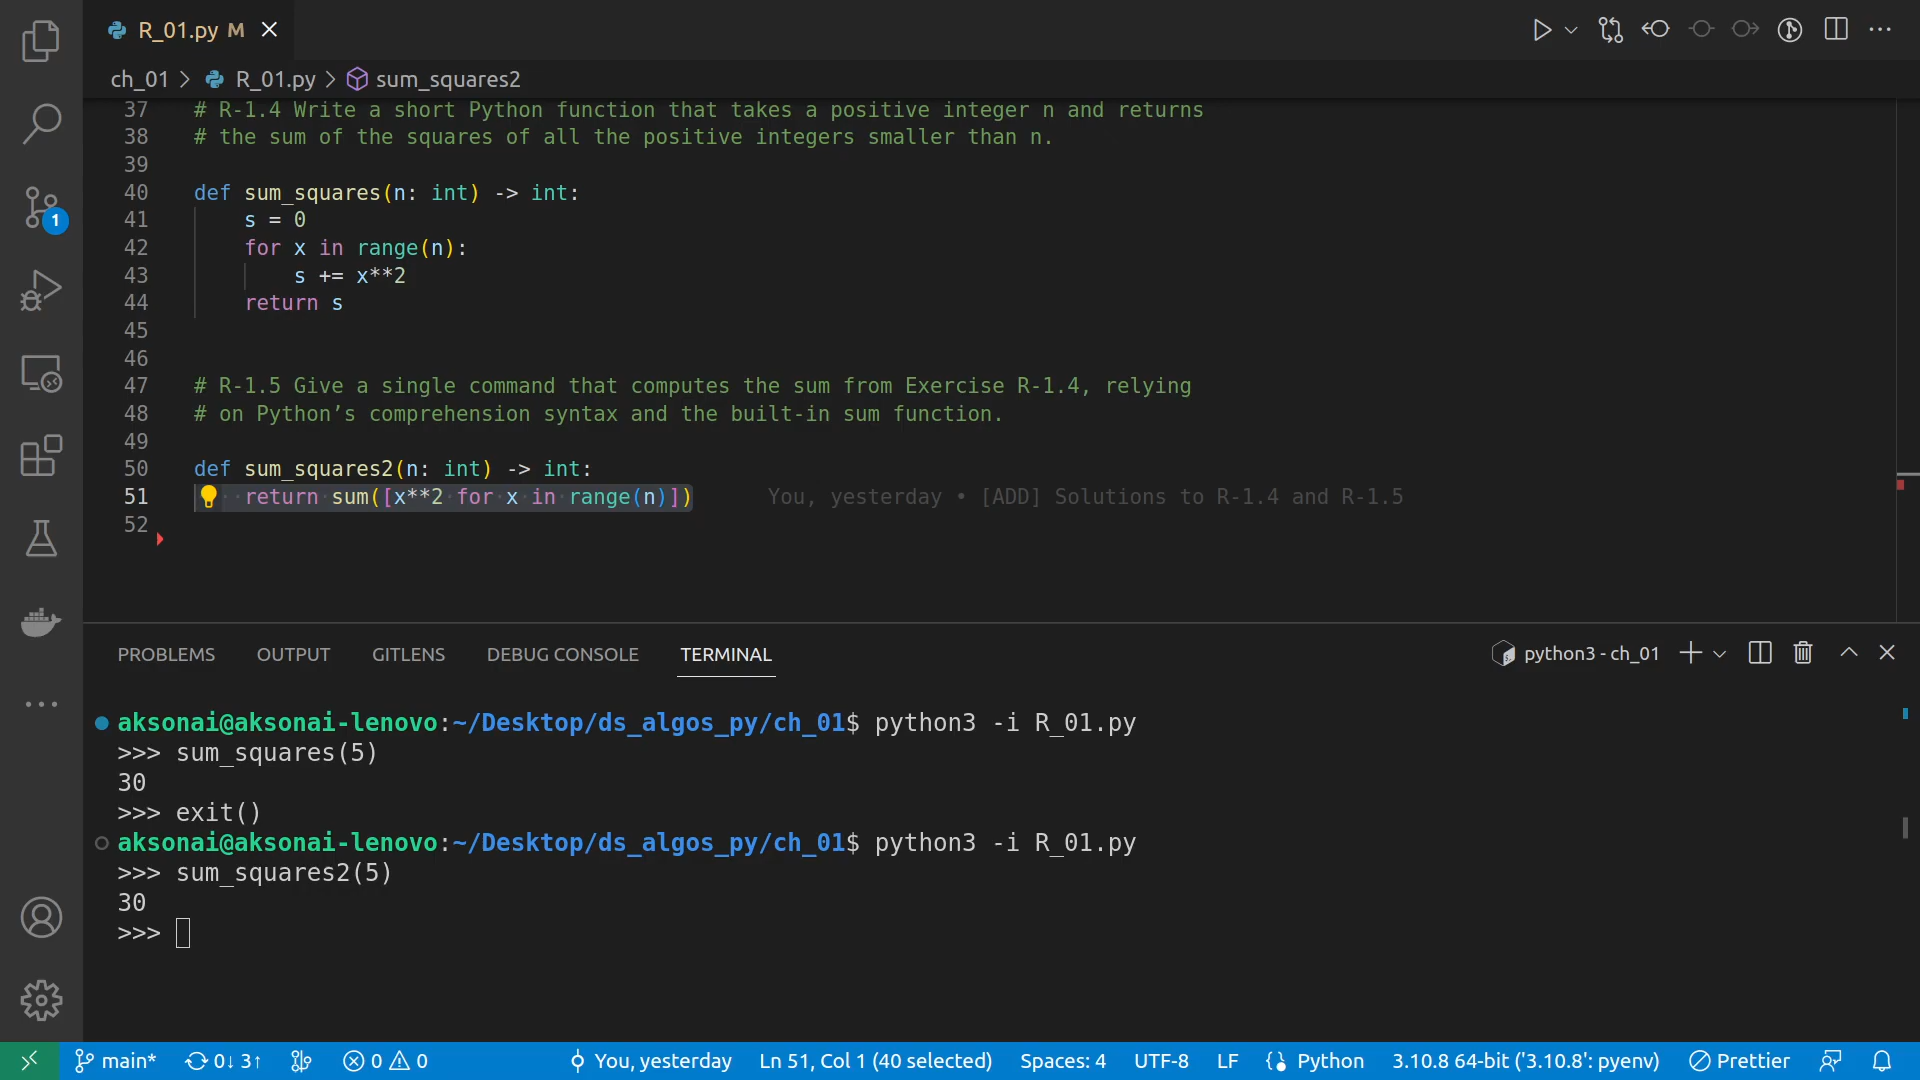 R_01.py M
ch_01 > R_01.py > sum_squares2
37 # R-1.4 Write a short Python function that takes a positive integer n and returns
38 # the sum of the squares of all the positive integers smaller than n.
39
40 def sum_squares(n: int) -> int:
41 s = 0
42 for x in range(n):
43 s += x**2
44 return s
45
46
47 # R-1.5 Give a single command that computes the sum from Exercise R-1.4, relying
48 # on Python’s comprehension syntax and the built-in sum function.
49
50 def sum_squares2(n: int) -> int:
51 return sum([x**2 for x in range(n)]) You, yesterday • [ADD] Solutions to R-1.4 and R-1.5
52
1
PROBLEMS OUTPUT GITLENS DEBUG CONSOLE TERMINAL python3 - ch_01
aksonai@aksonai-lenovo:~/Desktop/ds_algos_py/ch_01$ python3 -i R_01.py
>>> sum_squares(5)
30
>>> exit()
aksonai@aksonai-lenovo:~/Desktop/ds_algos_py/ch_01$ python3 -i R_01.py
>>> sum_squares2(5)
30
>>>
main* 0↓ 3↑ 0 0 You, yesterday Ln 51, Col 1 (40 selected) Spaces: 4 UTF-8 LF Python 3.10.8 64-bit ('3.10.8': pyenv) Prettier